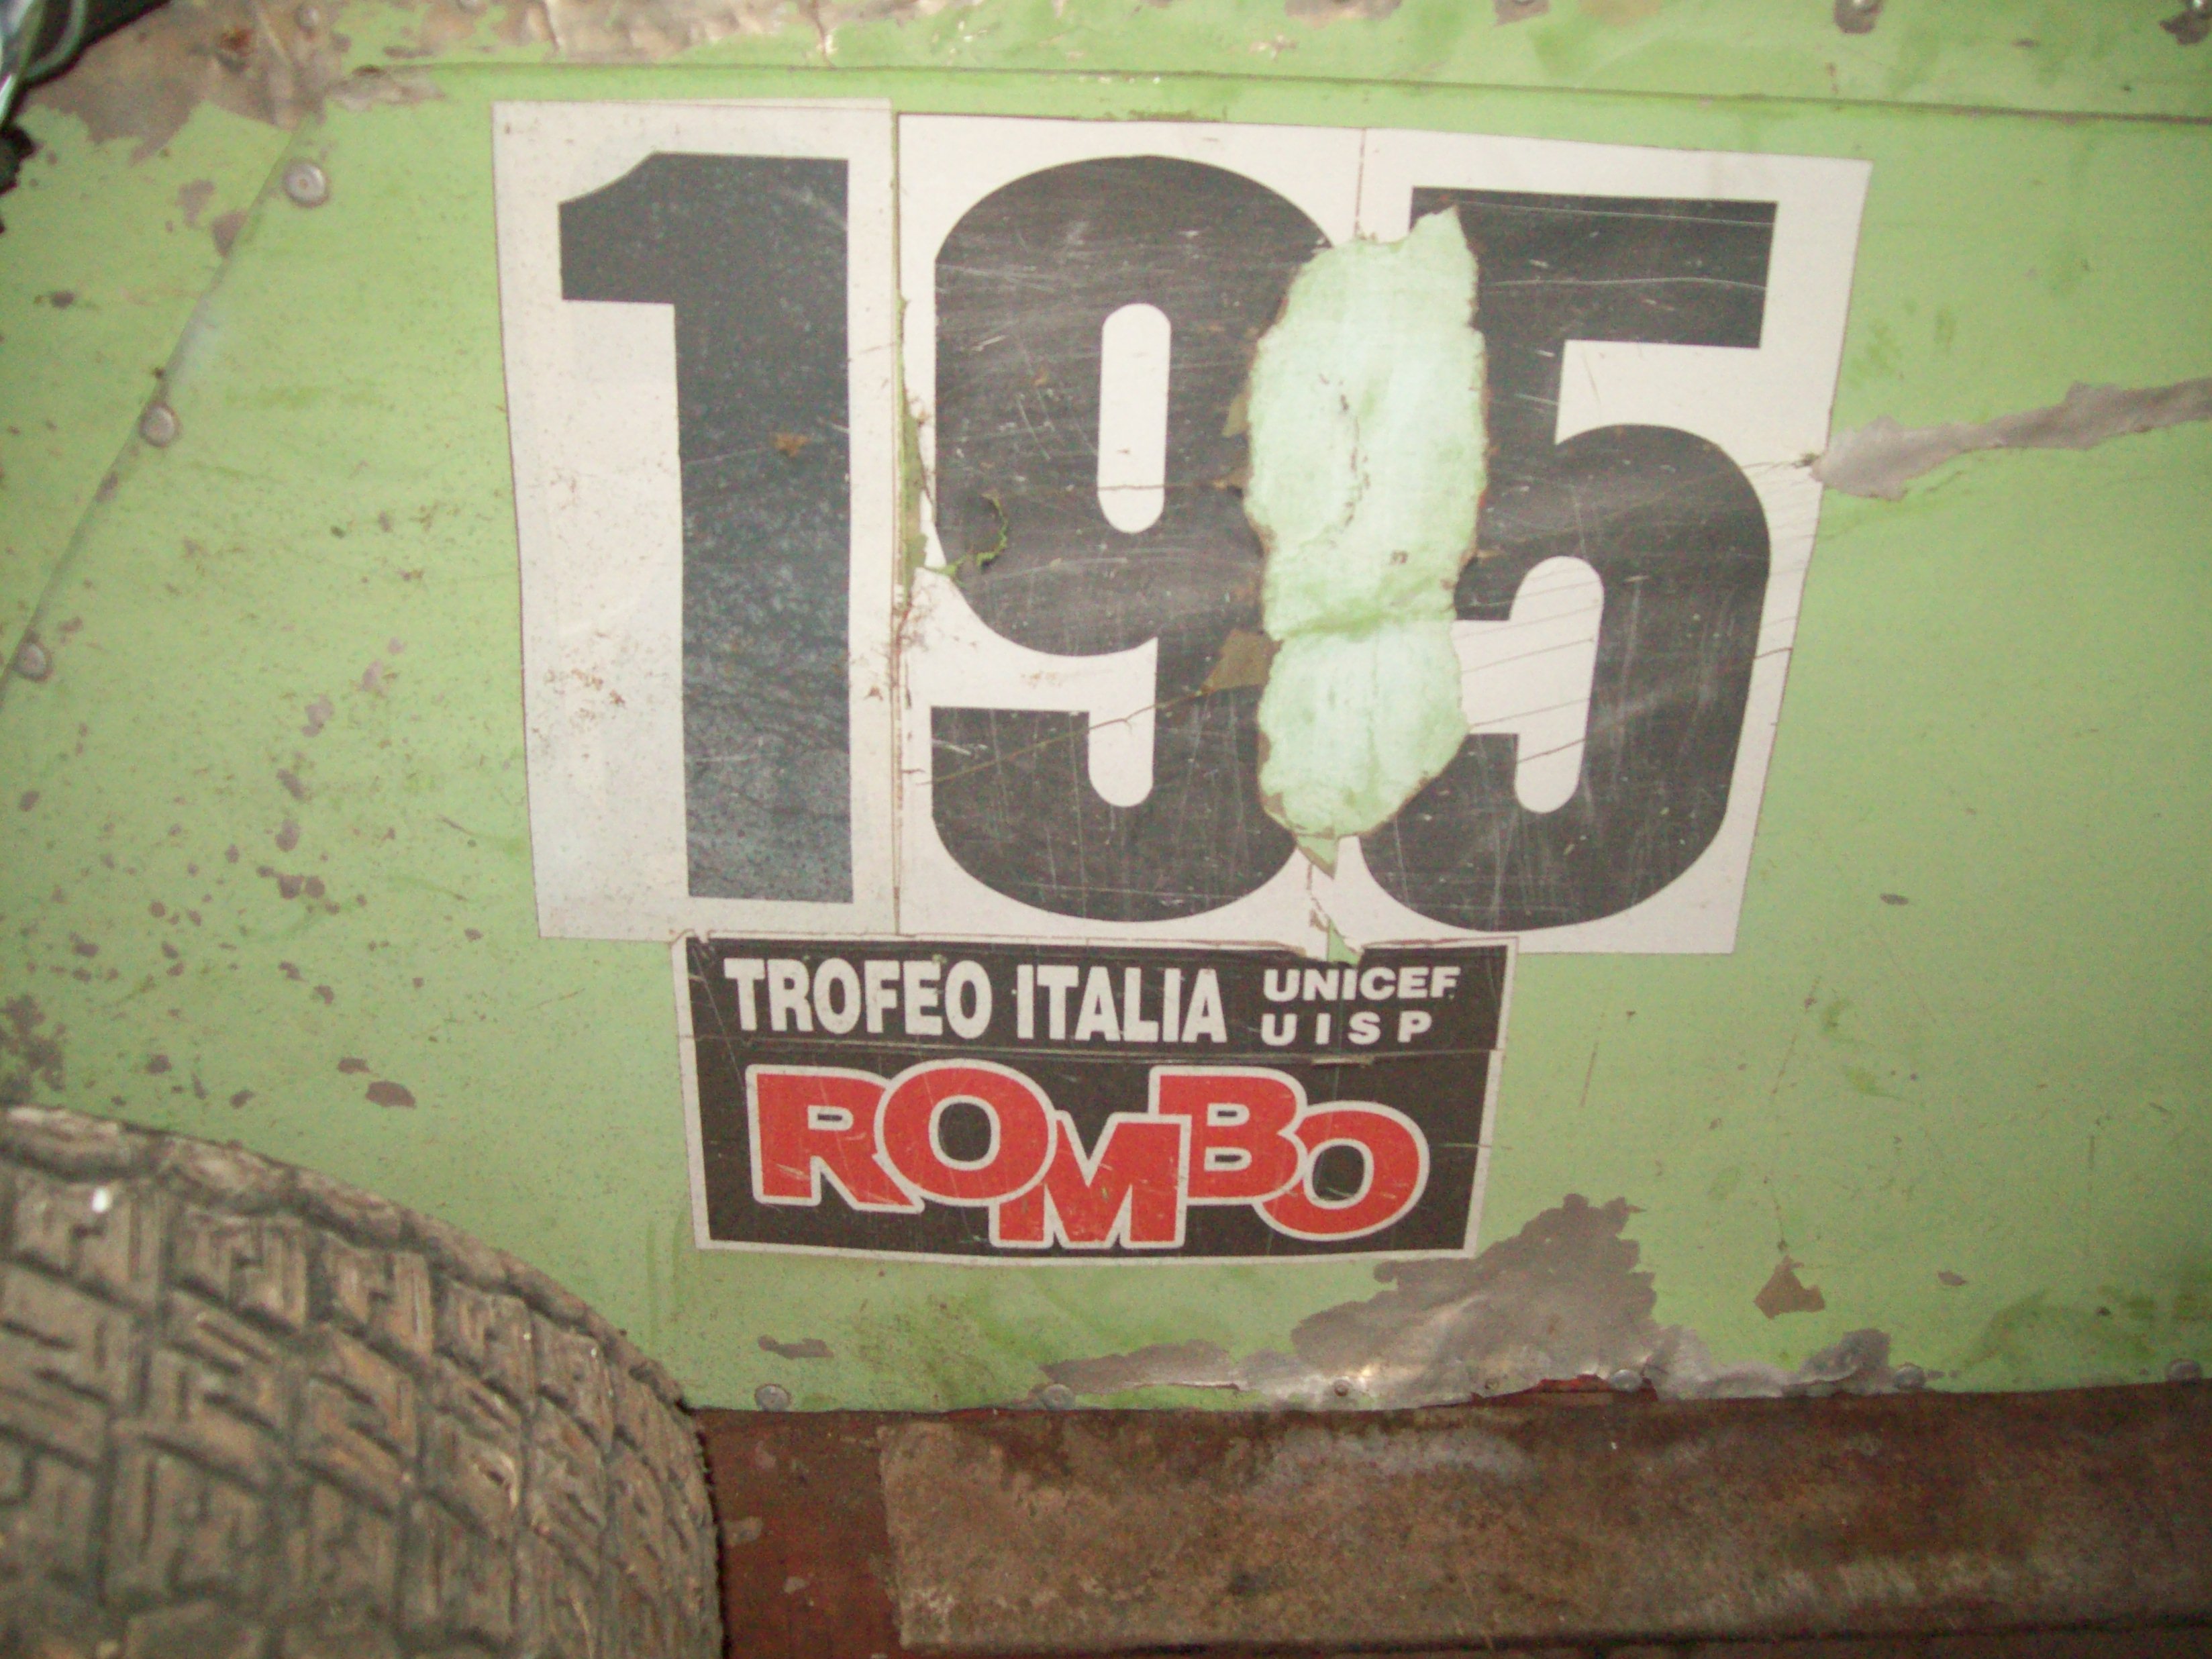 195
TROFEO ITALIA UNICEF
UISP
ROMBO